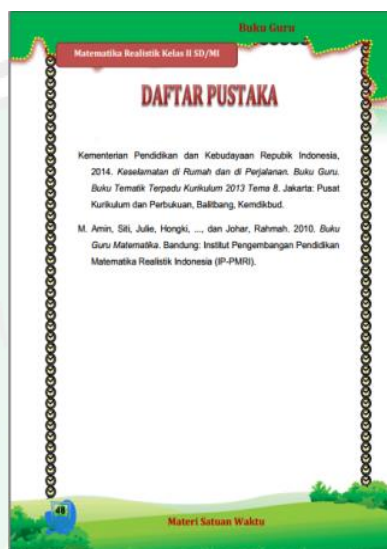 Buku Guru
Matematika Realistik Kelas II SD/MI
DAFTAR PUSTAKA
Kementerian Pendidikan dan Kebudayaan Repubik Indonesia,
2014. Keselamatan di Rumah dan di Perjalanan. Buku Guru.
Buku Tematik Terpadu Kurikulum 2013 Tema 8. Jakarta: Pusat
Kurikulum dan Perbukuan, Balitbang, Kemdikbud.
M. Amin, Siti, Julie, Hongki, ..., dan Johar, Rahmah. 2010. Buku
Guru Matematika. Bandung: Institut Pengembangan Pendidikan
Matematika Realistik Indonesia (IP-PMRI).
48
Materi Satuan Waktu